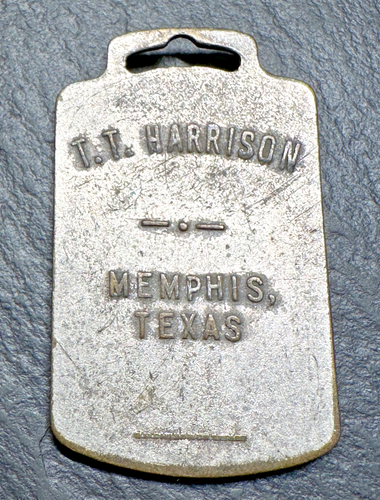 T.T. HARRISON
MEMPHIS,
TEXAS